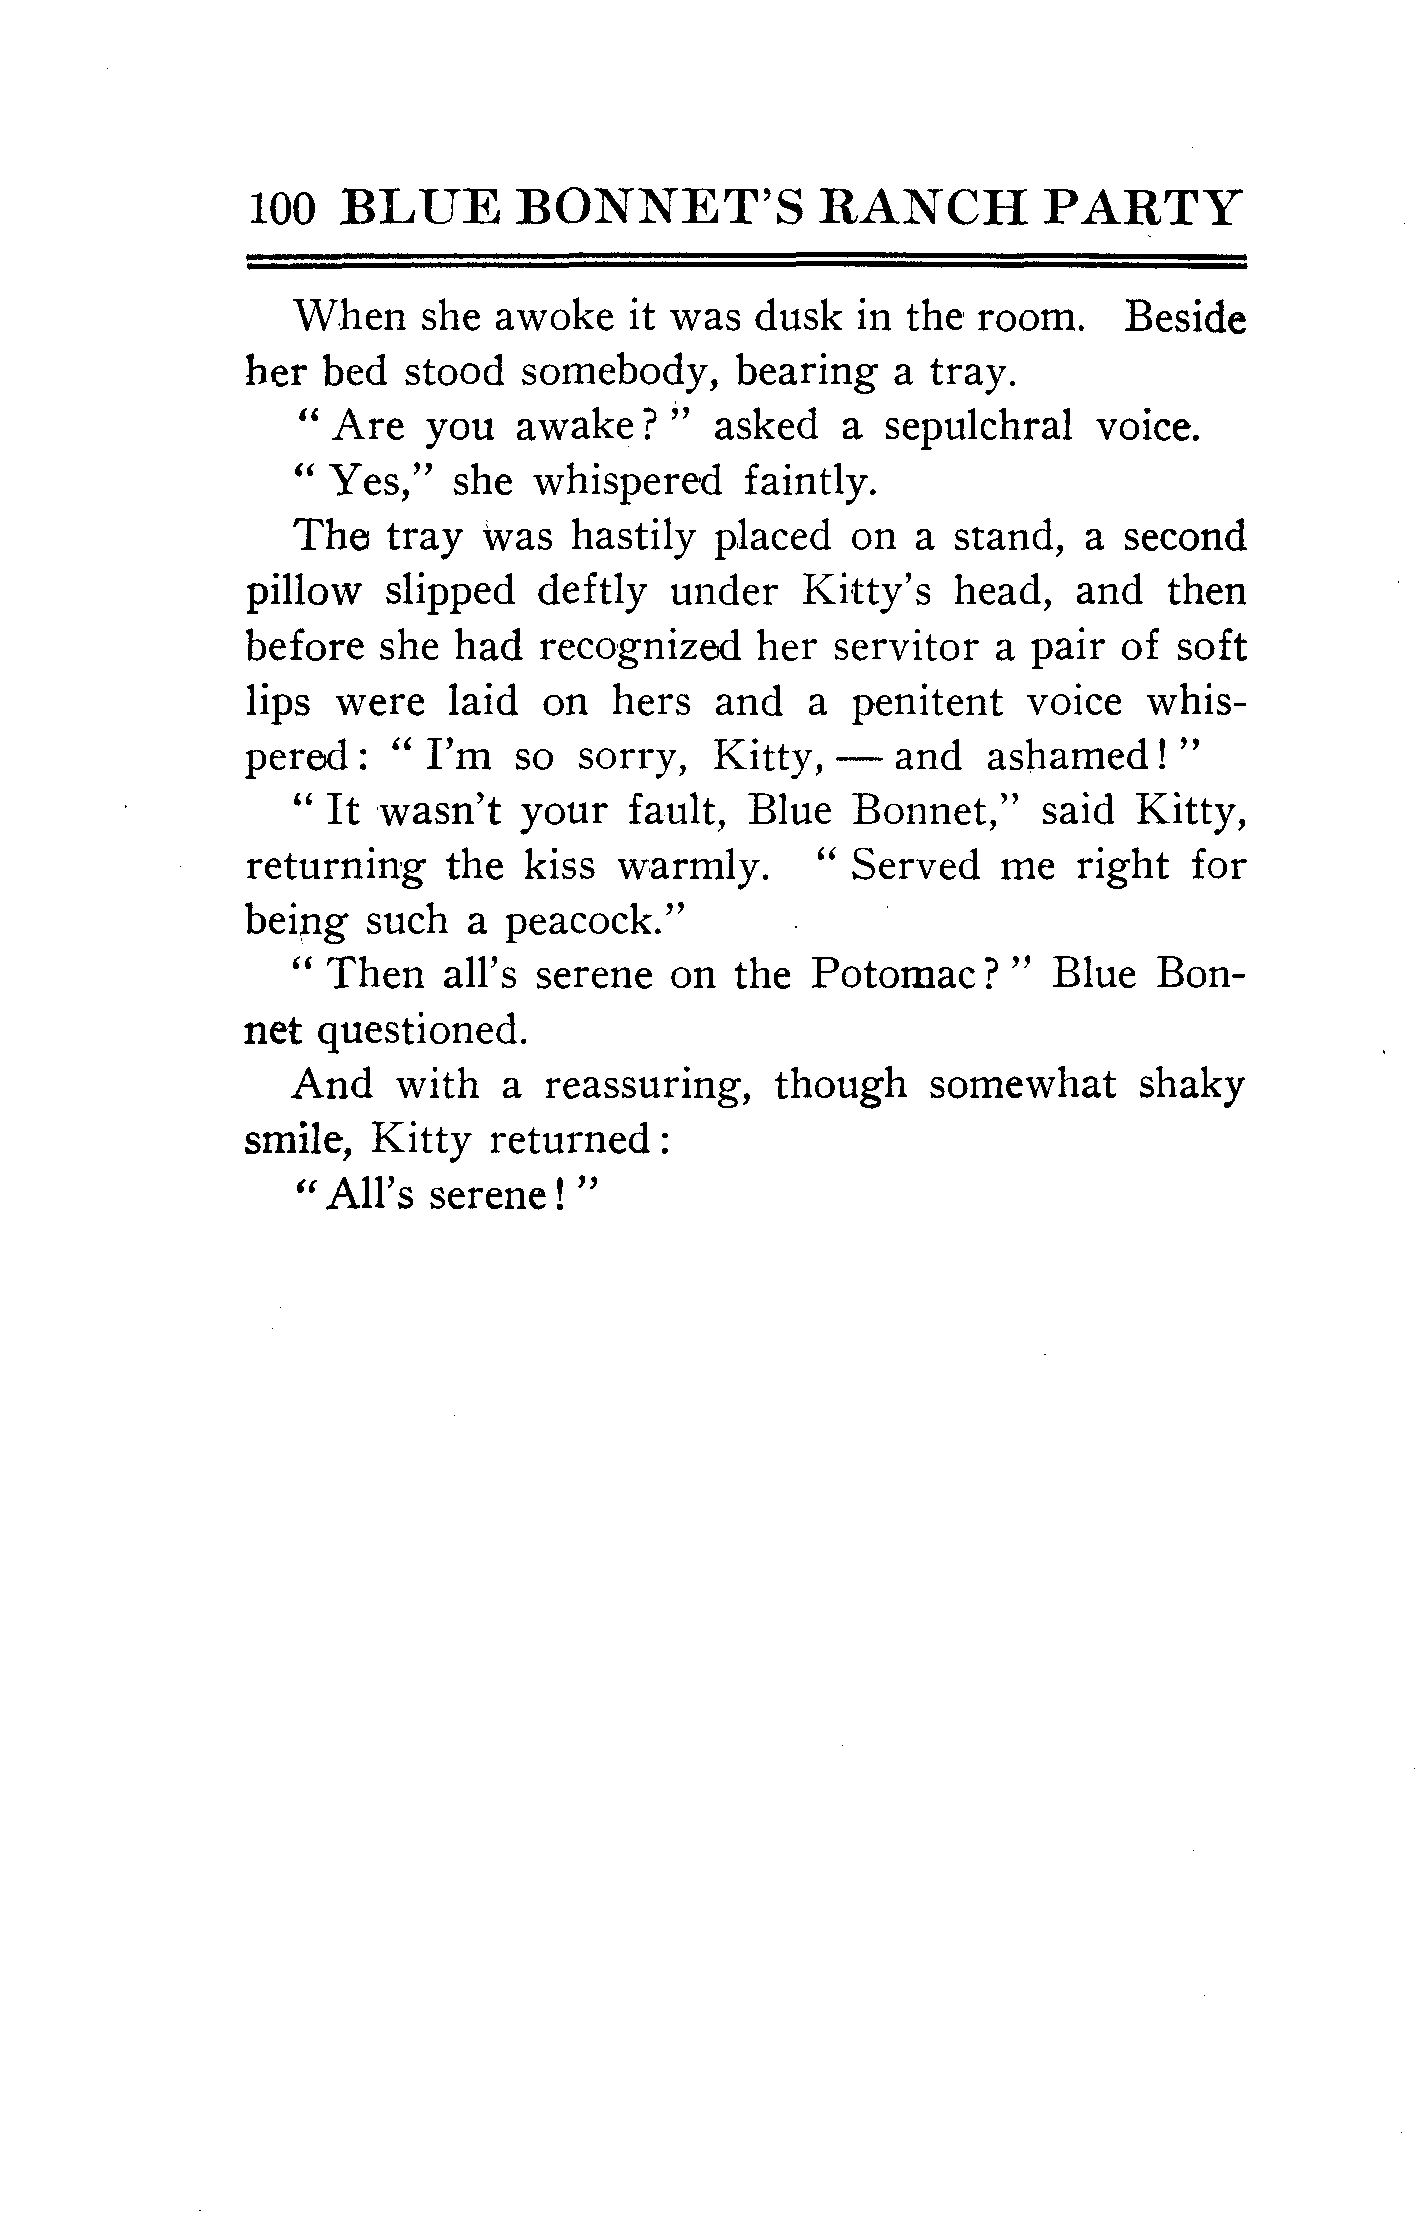 100 BLUE BONNET'S RANCH PARTY
When she awoke it was dusk in the room. Beside
her bed stood somebody, bearing a tray.
" Are you awake? " asked a sepulchral voice.
" Yes," she whispered faintly.
The tray was hastily placed on a stand, a second
pillow slipped deftly under Kitty's head, and then
before she had recognized her servitor a pair of soft
lips were laid on hers and a penitent voice whis-
pered: " I'm so sorry, Kitty, — and ashamed! "
" It wasn't your fault, Blue Bonnet," said Kitty,
returning the kiss warmly. " Served me right for
being such a peacock."
" Then all's serene on the Potomac? " Blue Bon-
net questioned.
And with a reassuring, though somewhat shaky
smile, Kitty returned:
" All's serene! "